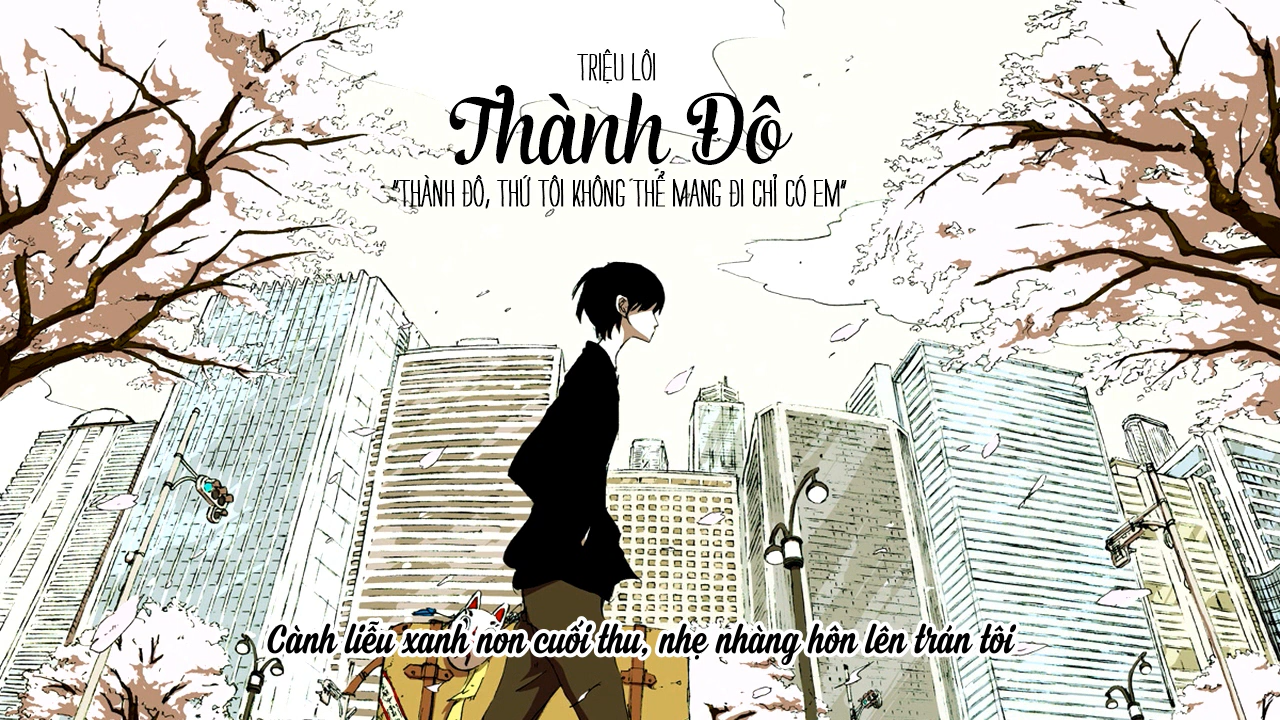 TRIỆU LÔI
Thành Đô
"THÀNH ĐÔ, THỨ TÔI KHÔNG THỂ MANG ĐI CHỈ CÓ EM"
Cành liễu xanh non cuối thu, nhẹ nhàng hôn lên trán tôi